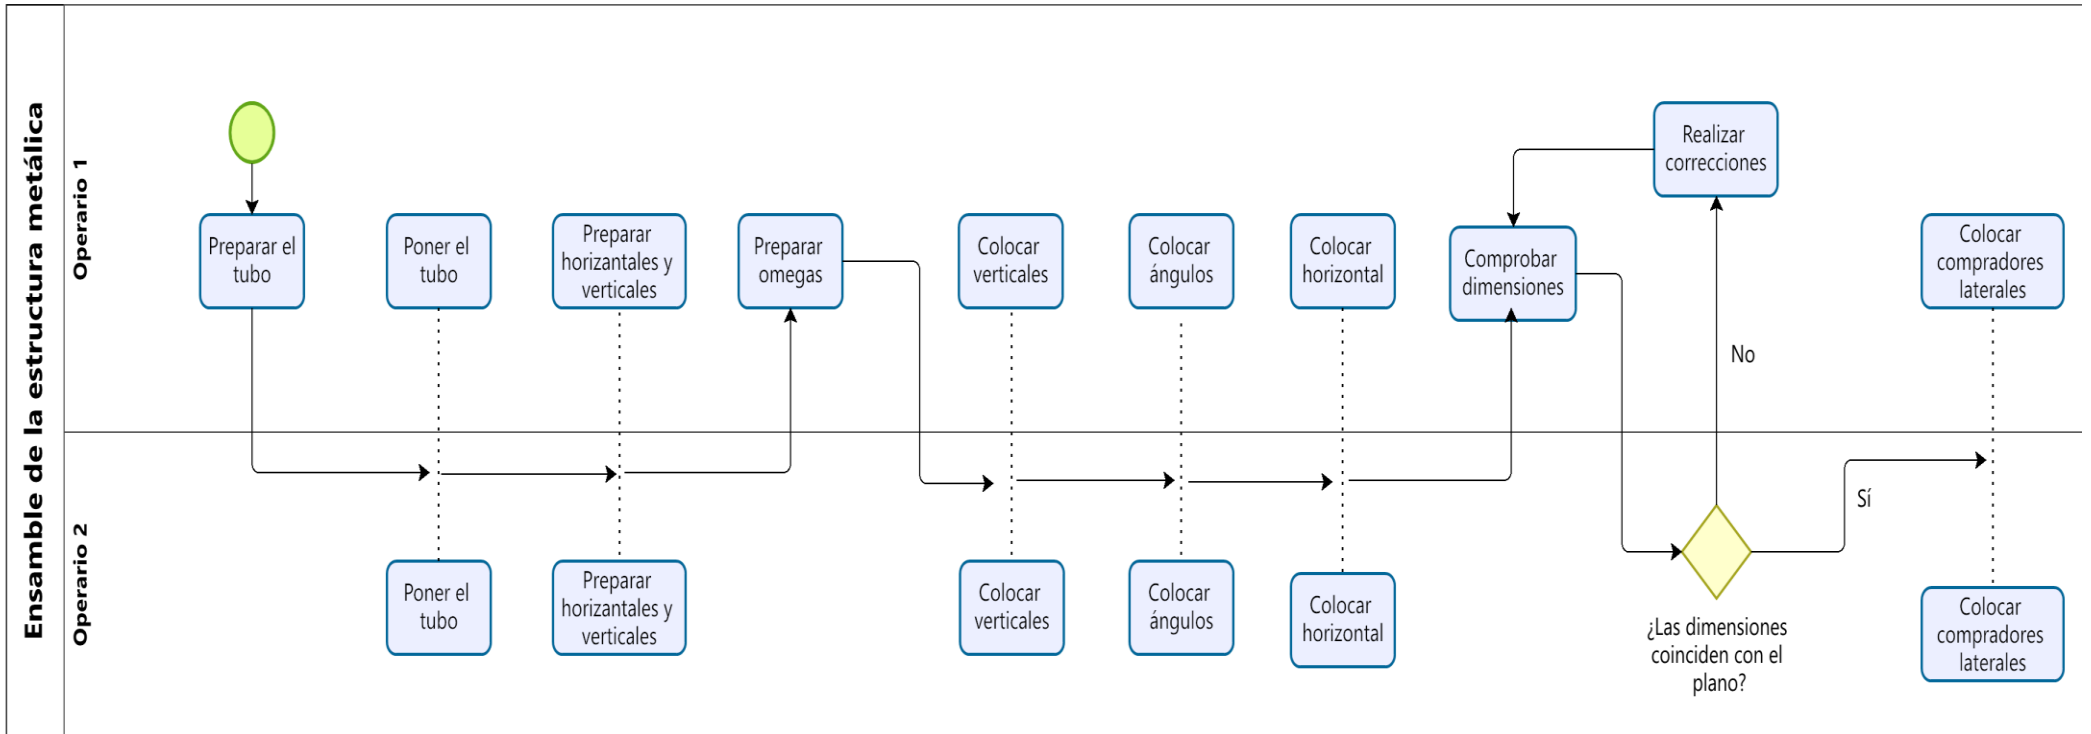 Ensamble de la estructura metálica
Operario 1
Preparar el
tubo
Poner el
tubo
Preparar
horizantales y
verticales
Preparar
omegas
Colocar
verticales
Colocar
ángulos
Colocar
horizontal
Comprobar
dimensiones
Realizar
correcciones
No
Colocar
compradores
laterales
Operario 2
Poner el
tubo
Preparar
horizantales y
verticales
Colocar
verticales
Colocar
ángulos
Colocar
horizontal
¿Las dimensiones
coinciden con el
plano?
Sí
Colocar
compradores
laterales